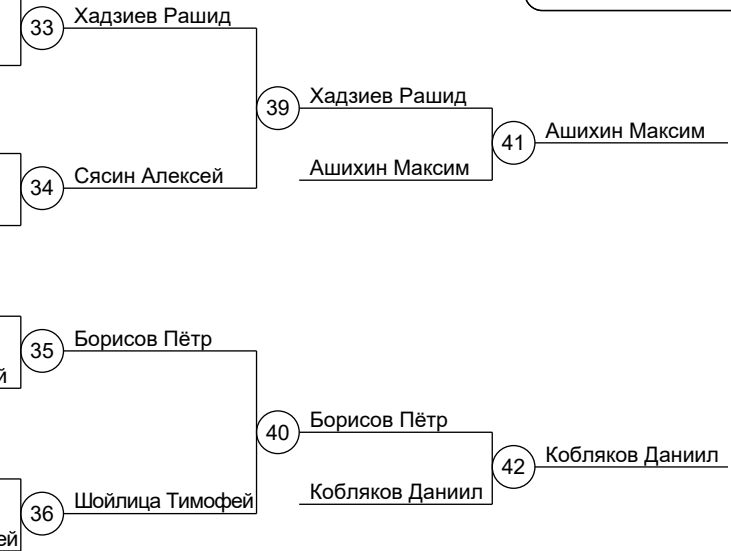 33 Хадзиев Рашид
39 Хадзиев Рашид
41 Ашихин Максим
Ашихин Максим
34 Сясин Алексей
35 Борисов Пётр
й
40 Борисов Пётр
42 Кобляков Даниил
Кобляков Даниил
36 Шойлица Тимофей
ей